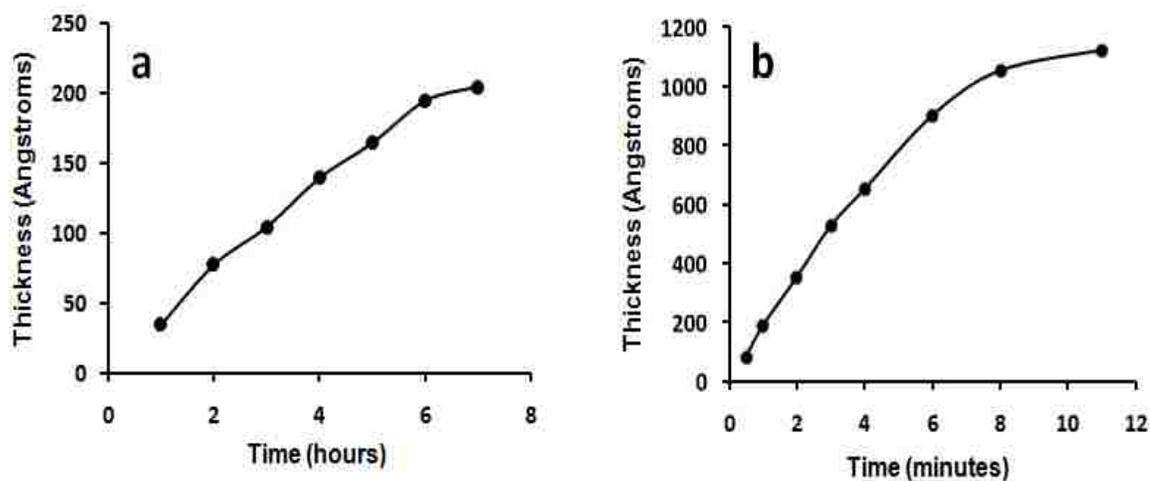 a
250
200
150
100
50
0
Thickness (Angstroms)
0 2 4 6 8
Time (hours)
b
1200
1000
800
600
400
200
0
Thickness (Angstroms)
0 2 4 6 8 10 12
Time (minutes)